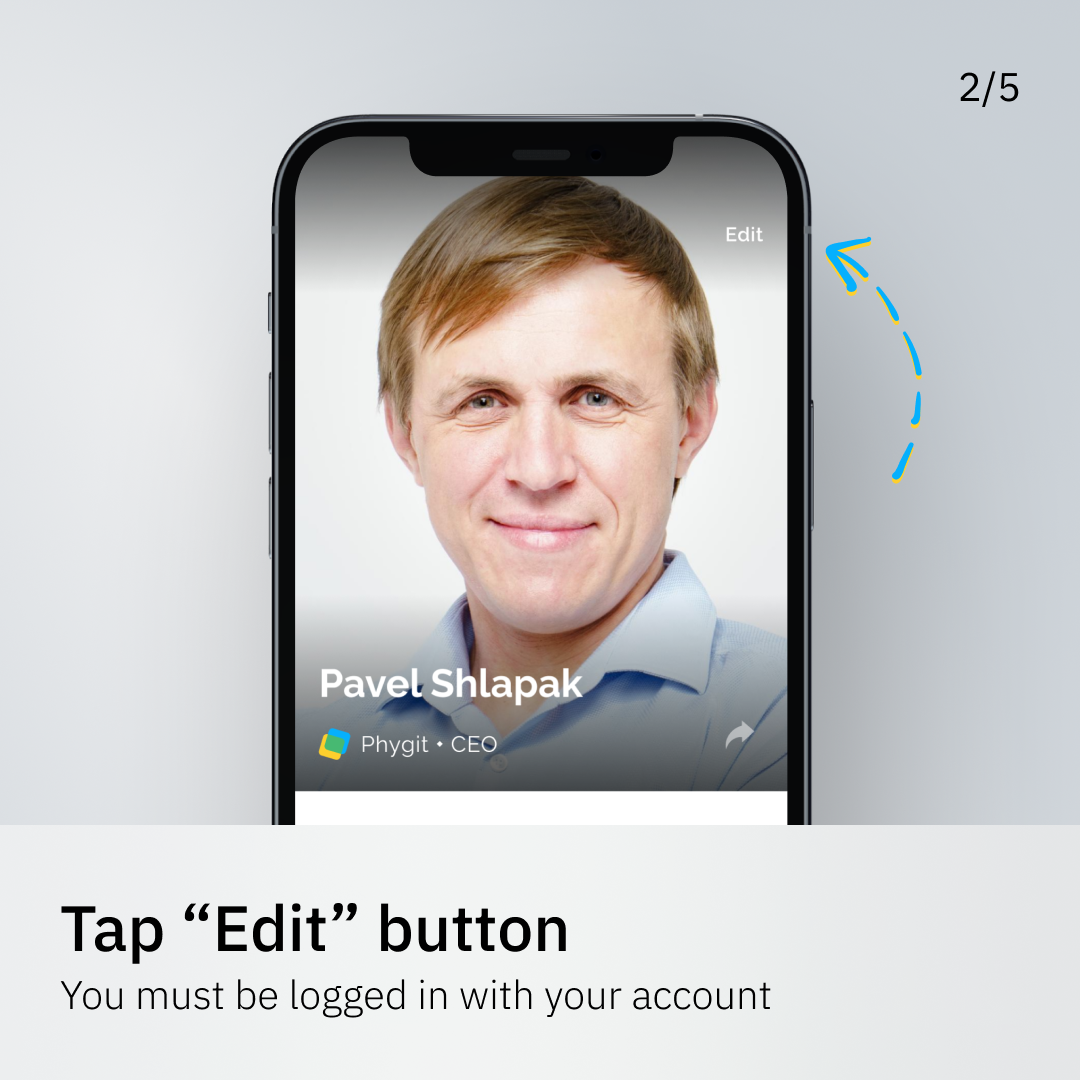 2/5
Edit
Pavel Shlapak
Phygit • CEO
Tap “Edit” button
You must be logged in with your account